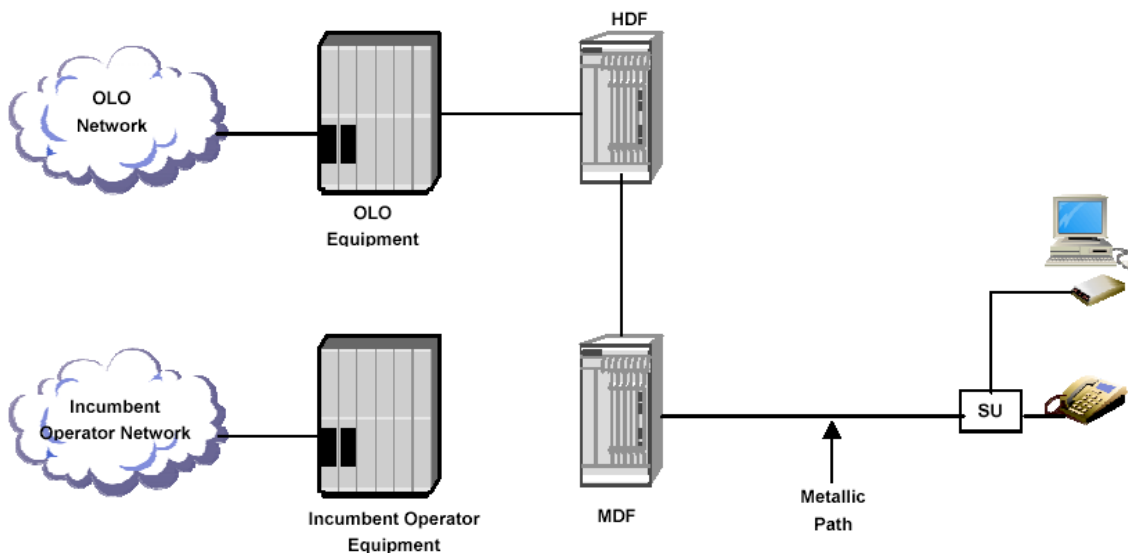 HDF
OLO
Network
OLO
Equipment
Incumbent
Operator Network
SU
Incumbent Operator
Equipment
MDF
Metallic
Path